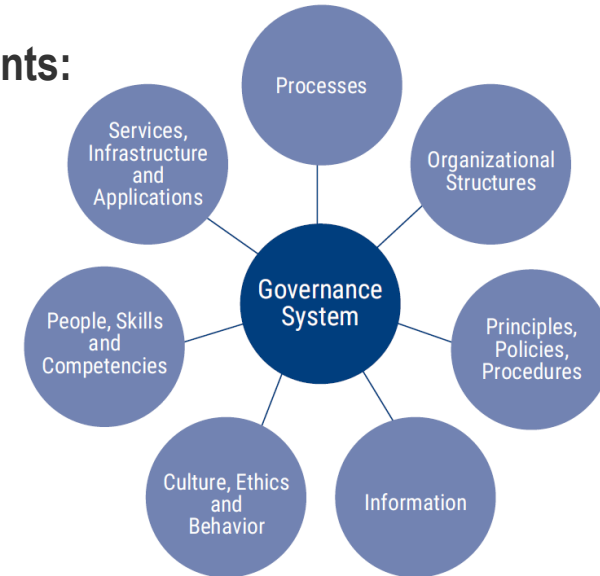 nts:
Processes
Organizational
Structures
Principles,
Policies,
Procedures
Information
Culture, Ethics
and
Behavior
People, Skills
and
Competencies
Services,
Infrastructure
and
Applications
Governance
System